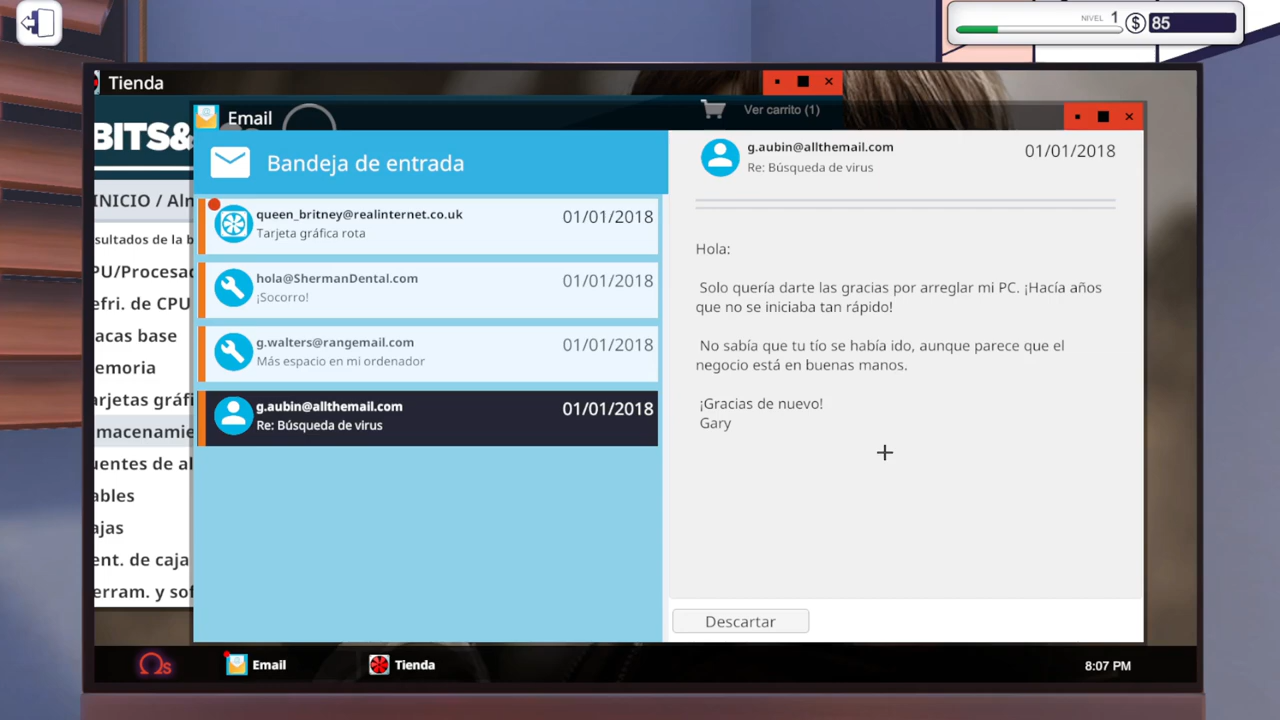 NIVEL 1
$ 85
Tienda
Ver carrito (1)
BITS&
INICIO / Aln
sultados de la b
PU/Procesad
efri. de CPU
acas base
emoria
arjetas gráfi
macenamie
uentes de al
ables
ajas
ent. de caja
erram. y sof
Email
Bandeja de entrada
queen_britney@realinternet.co.uk
01/01/2018
Tarjeta gráfica rota
hola@ShermanDental.com
01/01/2018
¡Socorro!
g.walters@rangemail.com
01/01/2018
Más espacio en mi ordenador
g.aubin@allthemail.com
01/01/2018
Re: Búsqueda de virus
g.aubin@allthemail.com
01/01/2018
Re: Búsqueda de virus
Hola:
Solo quería darte las gracias por arreglar mi PC. ¡Hacía años
que no se iniciaba tan rápido!
No sabía que tu tío se había ido, aunque parece que el
negocio está en buenas manos.
¡Gracias de nuevo!
Gary
Descartar
Ωs
Email
Tienda
8:07 PM